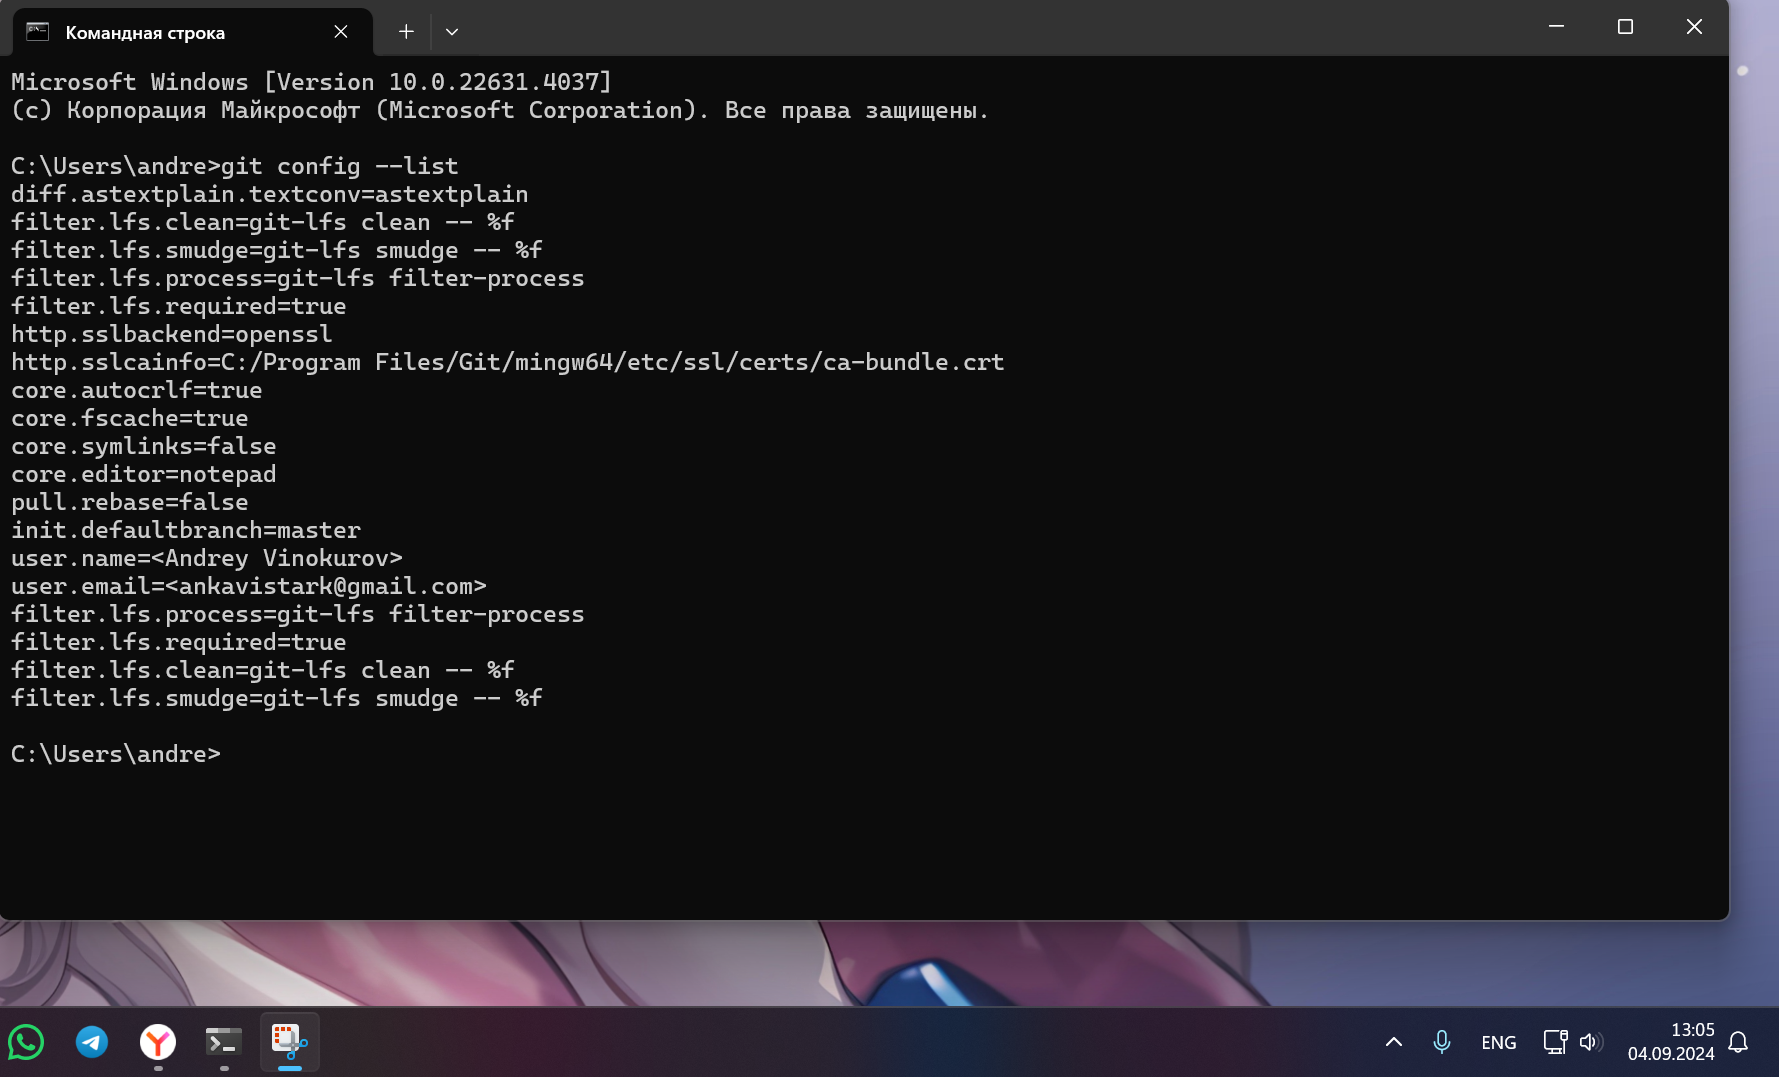 Командная строка
Microsoft Windows [Version 10.0.22631.4037]
(c) Корпорация Майкрософт (Microsoft Corporation). Все права защищены.
C:\Users\andre>git config --list
diff.astextplain.textconv=astextplain
filter.lfs.clean=git-lfs clean -- %f
filter.lfs.smudge=git-lfs smudge -- %f
filter.lfs.process=git-lfs filter-process
filter.lfs.required=true
http.sslbackend=openssl
http.sslcainfo=C:/Program Files/Git/mingw64/etc/ssl/certs/ca-bundle.crt
core.autocrlf=true
core.fscache=true
core.symlinks=false
core.editor=notepad
pull.rebase=false
init.defaultbranch=master
user.name=<Andrey Vinokurov>
user.email=<ankavistark@gmail.com>
filter.lfs.process=git-lfs filter-process
filter.lfs.required=true
filter.lfs.clean=git-lfs clean -- %f
filter.lfs.smudge=git-lfs smudge -- %f
C:\Users\andre>
ENG
13:05
04.09.2024